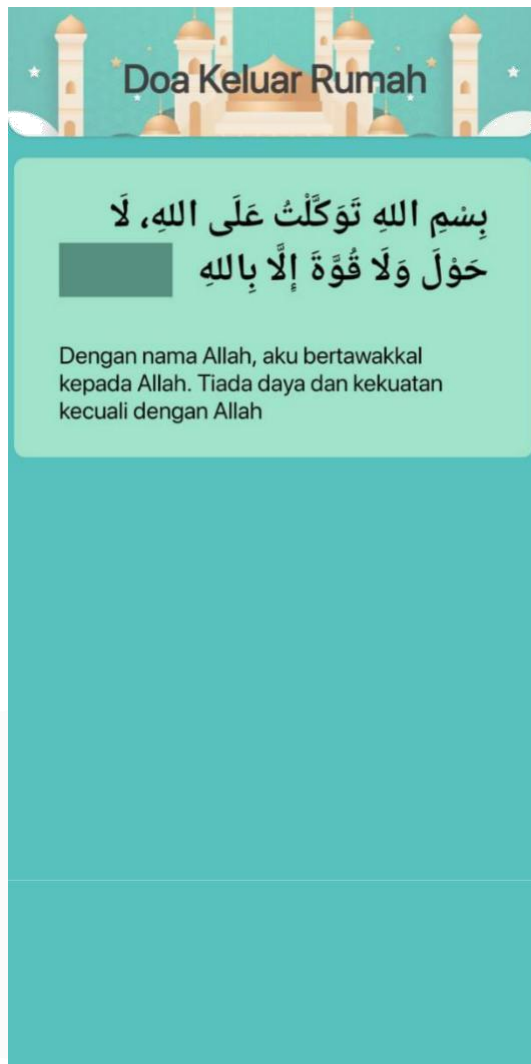 Doa Keluar Rumah
بِسْمِ اللهِ تَوَكَّلْتُ عَلَى اللهِ، لَا
حَوْلَ وَلَا قُوَّةَ إِلَّا بِاللهِ
Dengan nama Allah, aku bertawakkal
kepada Allah. Tiada daya dan kekuatan
kecuali dengan Allah